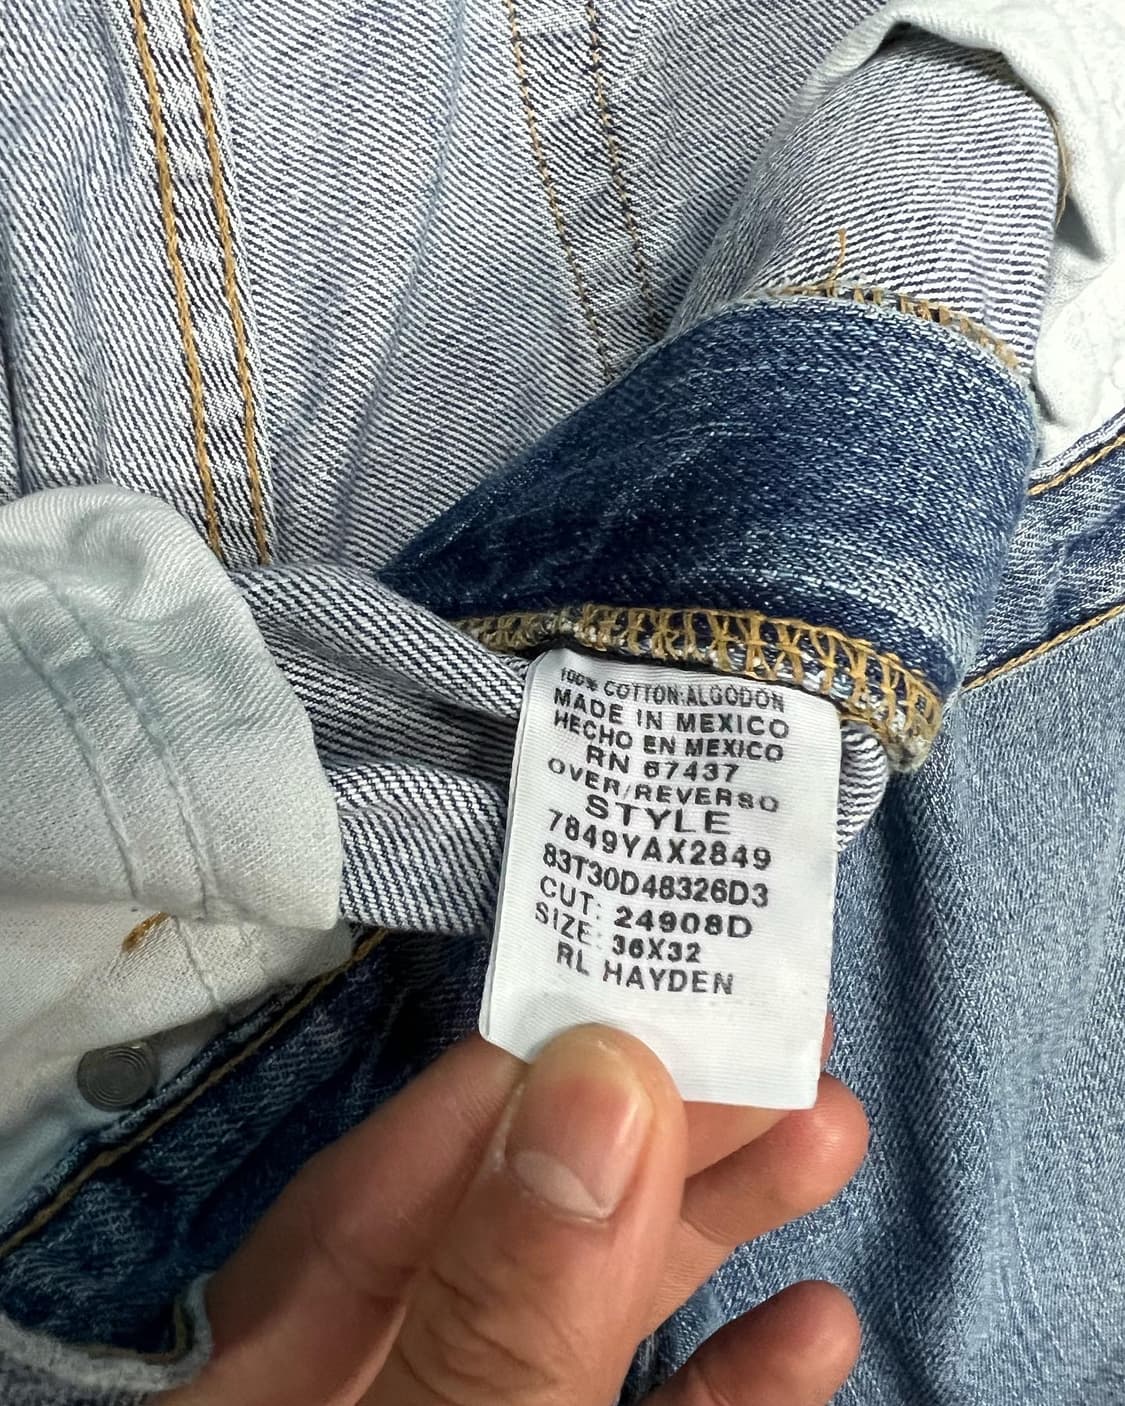 100% COTTON:ALGODON
MADE IN MEXICO
HECHO EN MEXICO
RN 67437
OVER/REVERSO
STYLE
7849YAX2849
83T30D48326D3
CUT: 24908D
SIZE: 36X32
RL HAYDEN